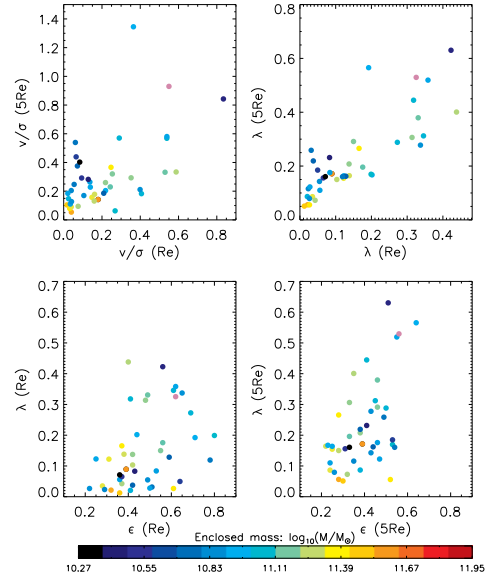 1.4
1.2
1.0
0.8
0.6
0.4
0.2
0.0
v/σ (5Re)
0.0 0.2 0.4 0.6 0.8
v/σ (Re)
0.8
0.6
0.4
0.2
0.0
λ (5Re)
0.0 0.1 0.2 0.3 0.4
λ (Re)
0.7
0.6
0.5
0.4
0.3
0.2
0.1
0.0
λ (Re)
0.2 0.4 0.6 0.8
ϵ (Re)
0.7
0.6
0.5
0.4
0.3
0.2
0.1
0.0
λ (5Re)
0.2 0.4 0.6 0.8
ϵ (5Re)
Enclosed mass: log₁₀(M/M☉)
10.27 10.55 10.83 11.11 11.39 11.67 11.95